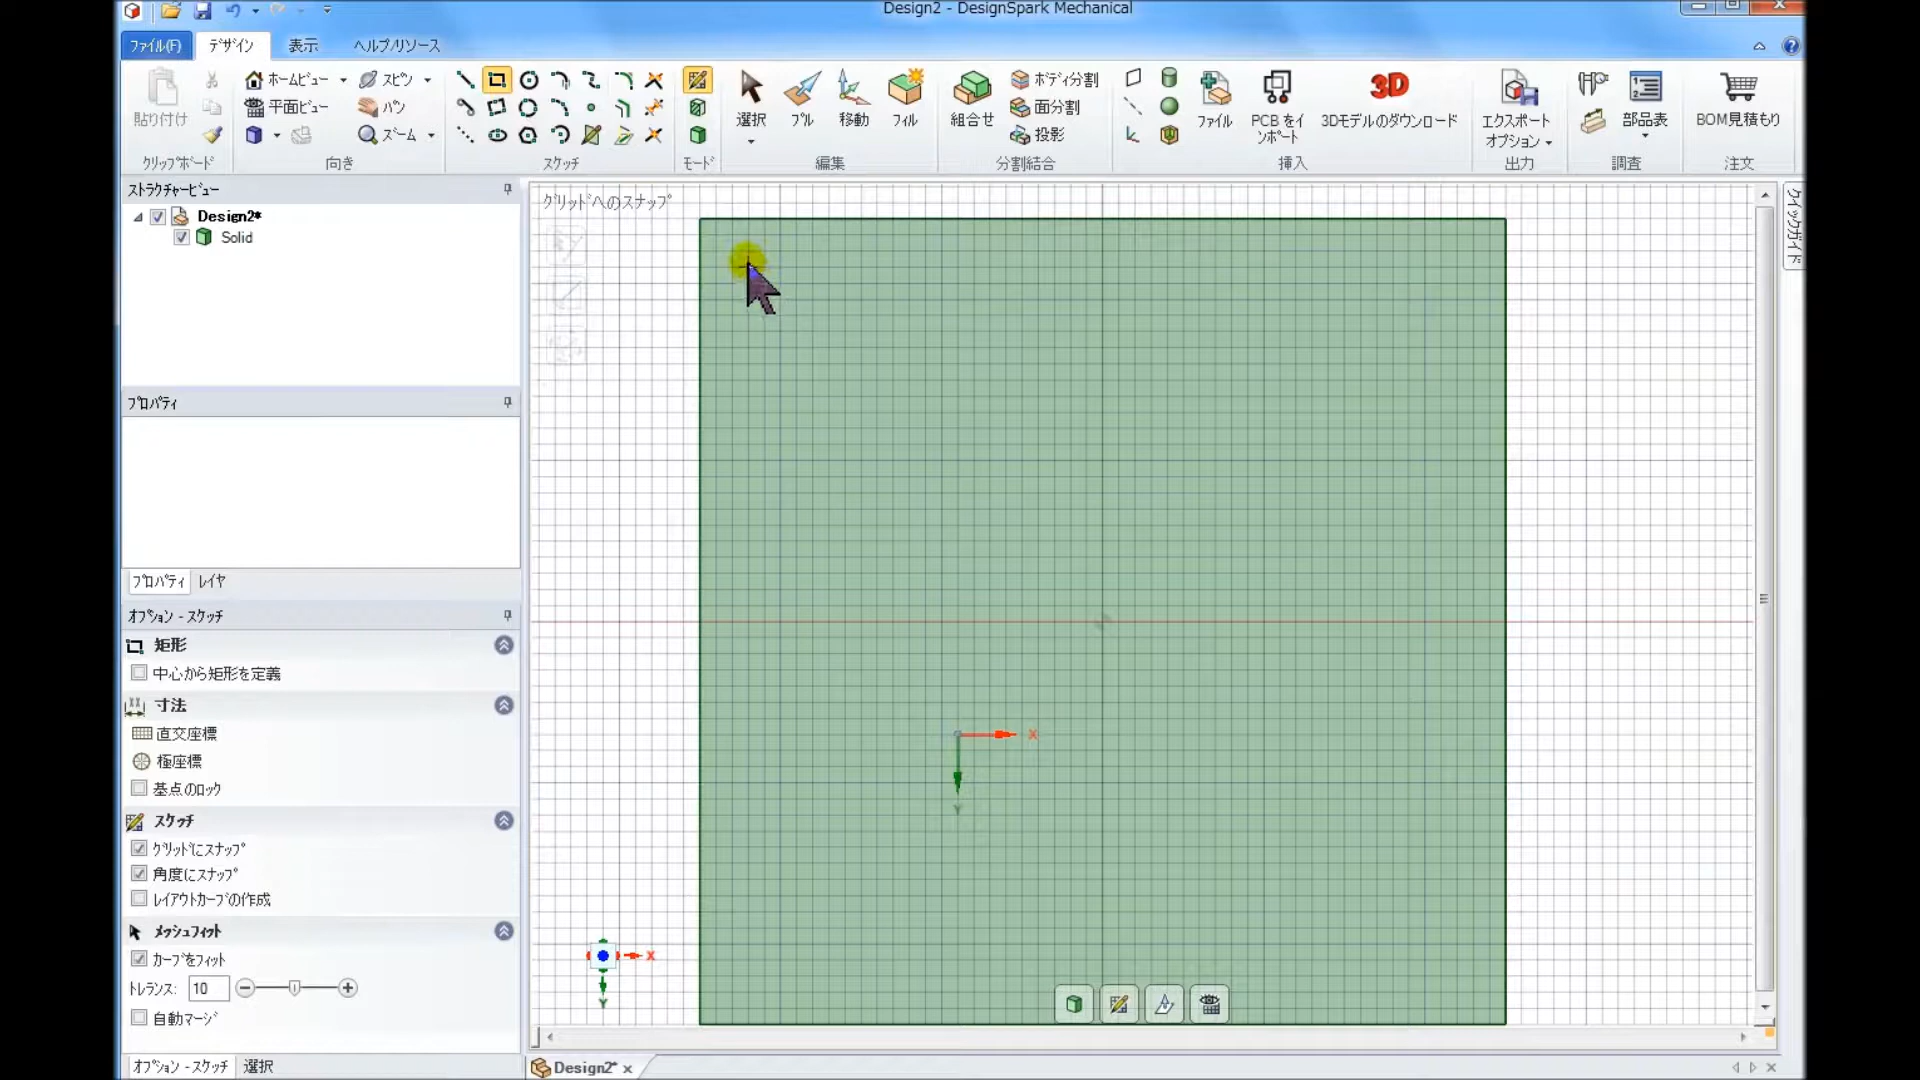 Design2 - DesignSpark Mechanical
ファイル(F) デザイン 表示 ヘルプ/リソース
ホームビュー スピン
平面ビュー パン
ズーム
貼り付け
選択 プル 移動 フィル
組合せ
ボディ分割
面分割
投影
ファイル
PCB をインポート
3D
3Dモデルのダウンロード
エクスポート
オプション
部品表
BOM見積もり
クリップボード 向き スケッチ モード 編集 分割結合 挿入 出力 調査 注文
ストラクチャービュー
Design2*
Solid
プロパティ
プロパティ レイヤ
オプション - スケッチ
矩形
中心から矩形を定義
寸法
直交座標
極座標
基点のロック
スケッチ
グリッドにスナップ
角度にスナップ
レイアウトカーブの作成
メッシュフィット
カーブをフィット
トレランス: 10
自動マージ
オプション - スケッチ 選択
グリッドへのスナップ
X
Y
X
Y
Design2*
クイックガイド